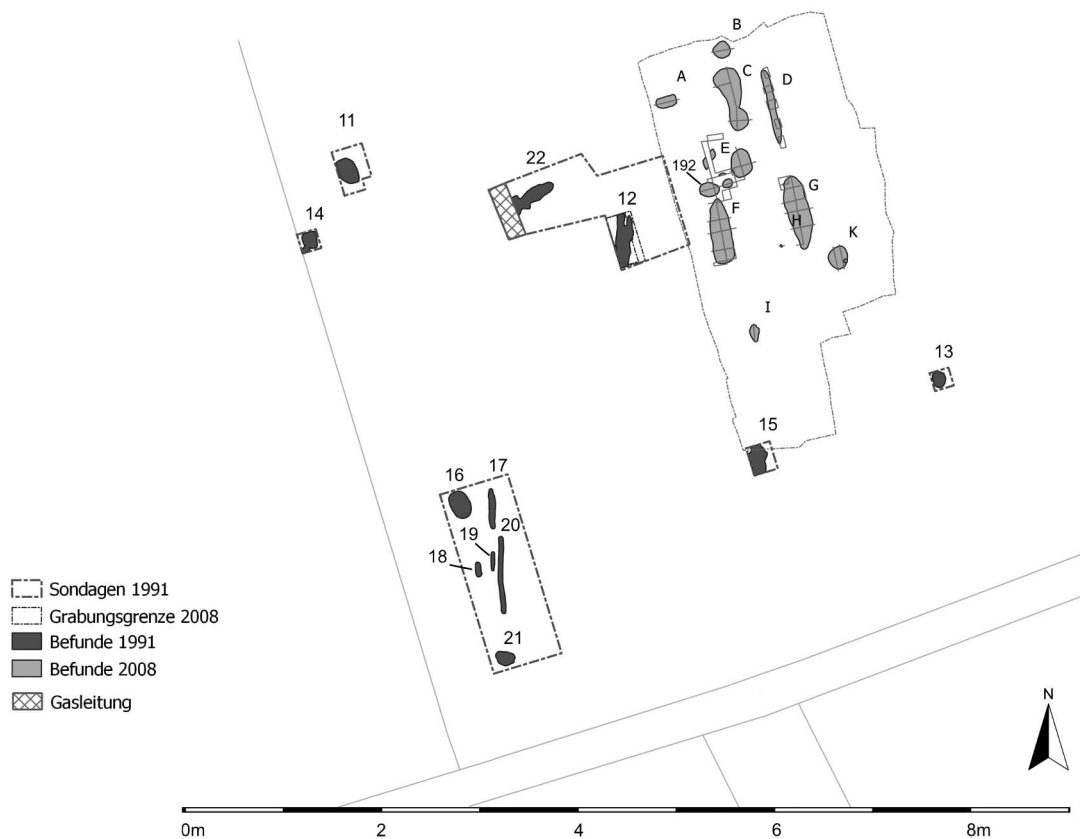 B
A
C
D
11
E
22
192
12
G
F
H
14
K
I
13
15
16
17
19
20
18
21
Sondagen 1991
Grabungsgrenze 2008
Befunde 1991
Befunde 2008
Gasleitung
N
0m 2 4 6 8m